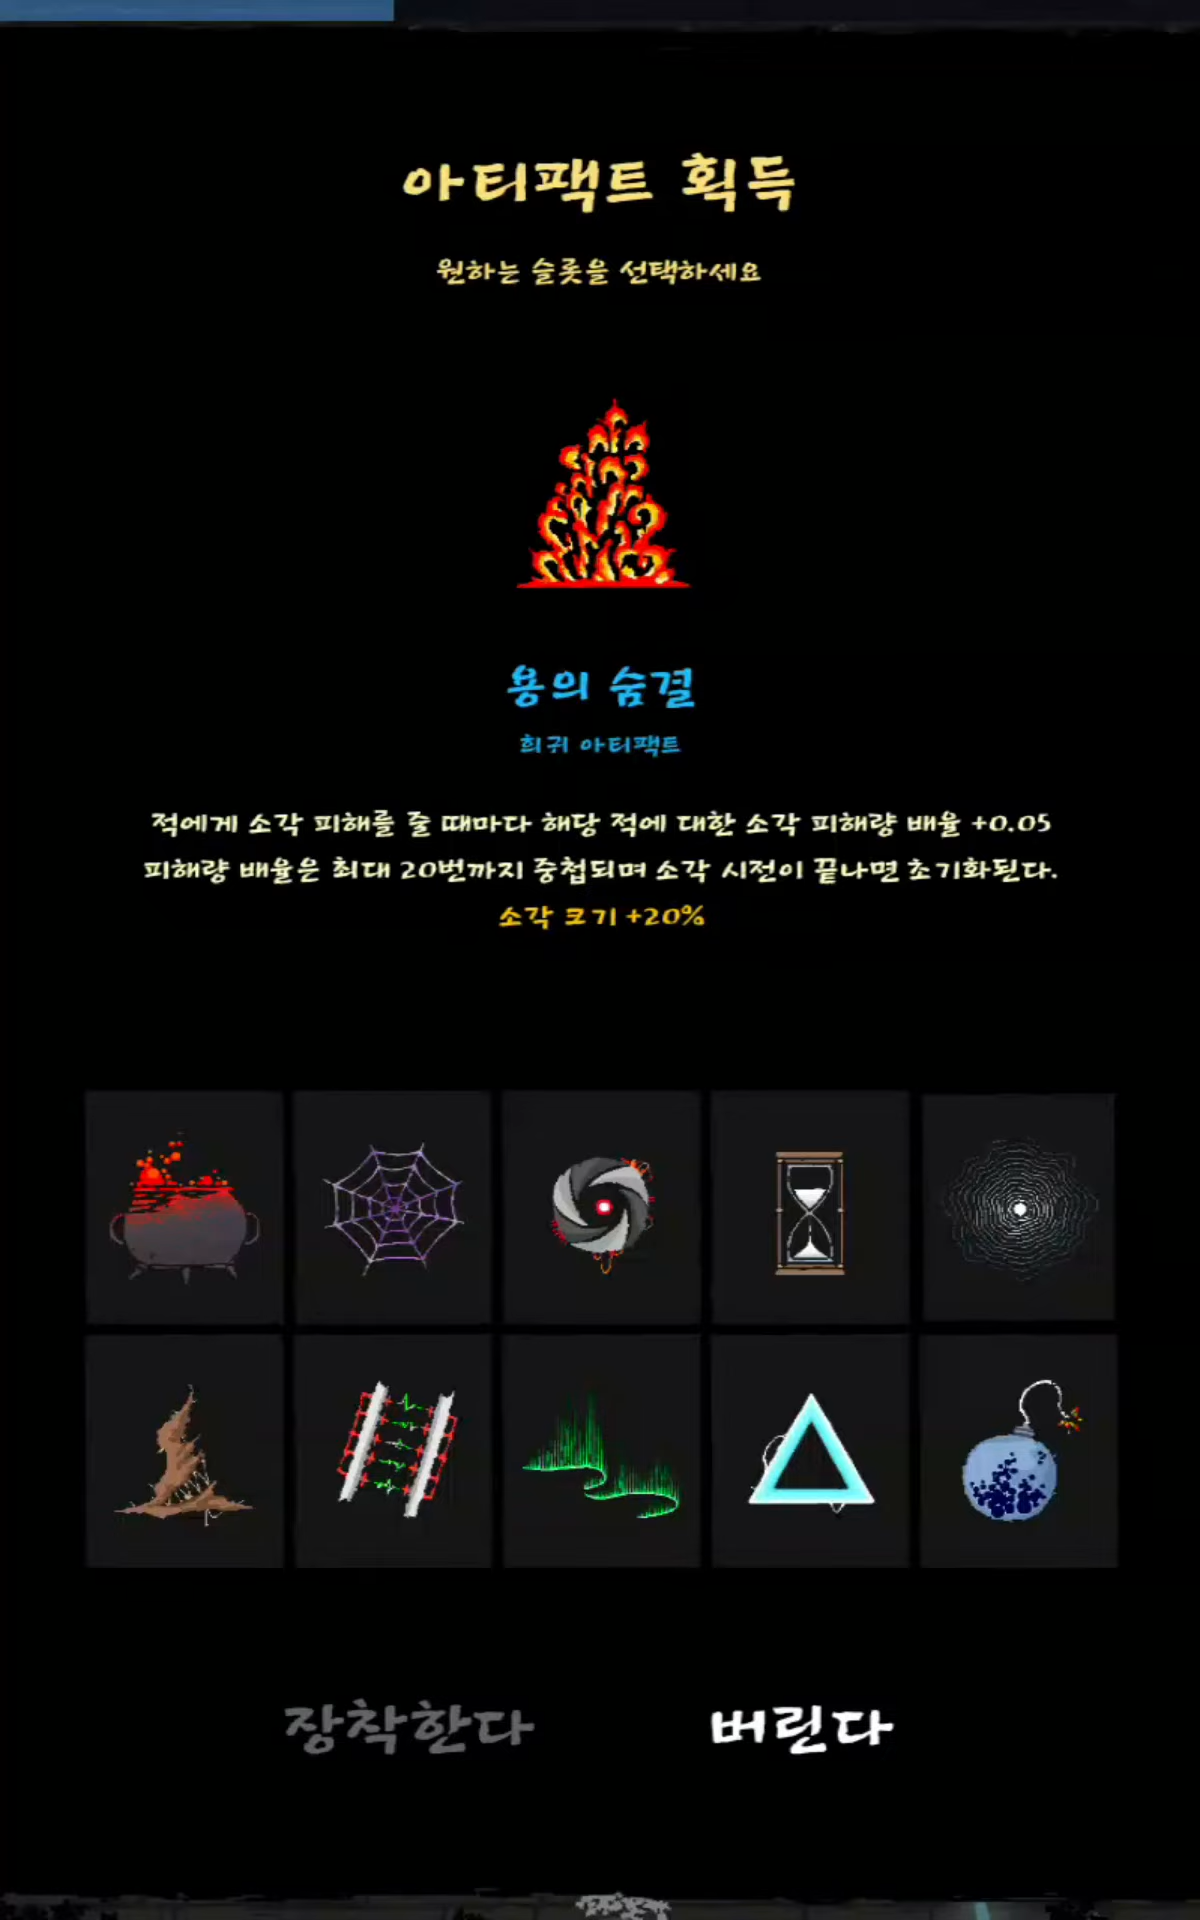 아티팩트 획득
원하는 슬롯을 선택하세요
용의 숨결
희귀 아티팩트
적에게 소각 피해를 줄 때마다 해당 적에 대한 소각 피해량 배율 +0.05
피해량 배율은 최대 20번까지 중첩되며 소각 시전이 끝나면 초기화된다.
소각 크기 +20%
장착한다 버린다